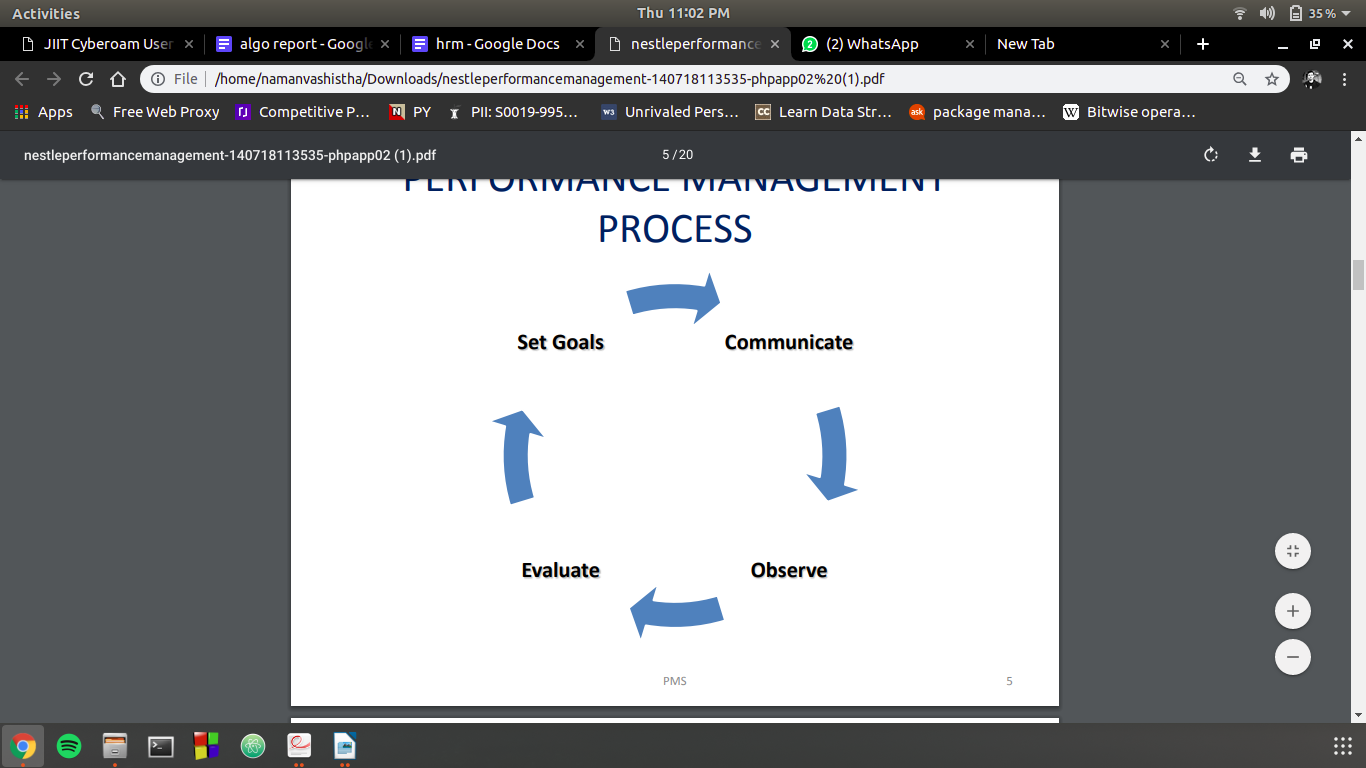 Activities
Thu 11:02 PM
35 %
JIIT Cyberoam User
algo report - Google
hrm - Google Docs
nestleperformance
(2) WhatsApp
New Tab
File
/home/namanvashistha/Downloads/nestleperformancemanagement-140718113535-phpapp02%20(1).pdf
Apps
Free Web Proxy
Competitive P...
PY
PII: S0019-995...
Unrivaled Pers...
Learn Data Str...
package mana...
Bitwise opera...
nestleperformancemanagement-140718113535-phpapp02 (1).pdf
5 / 20
PERFORMANCE MANAGEMENT
PROCESS
Set Goals
Communicate
Evaluate
Observe
PMS
5